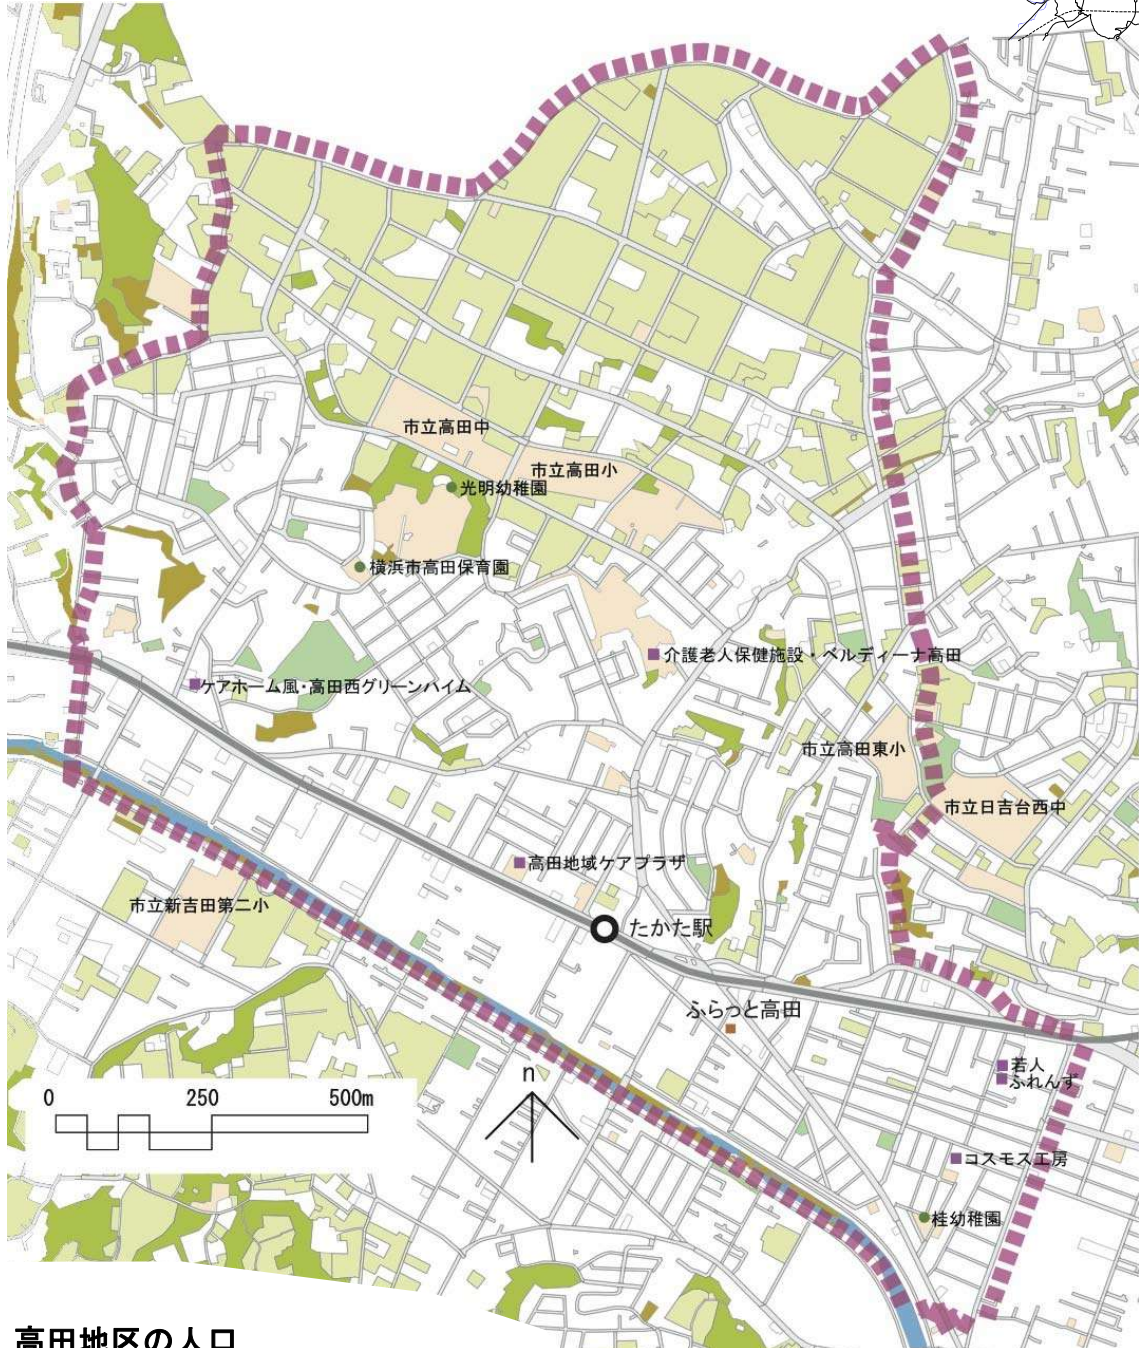 市立高田中
市立高田小
光明幼稚園
横浜市高田保育園
介護老人保健施設・ベルディーナ高田
ケアホーム風・高田西グリーンハイム
市立高田東小
市立日吉台西中
高田地域ケアプラザ
市立新吉田第二小
たかた駅
ふらっと高田
若人
ふれんず
0 250 500m
n
コスモス工房
桂幼稚園
高田地区の人口